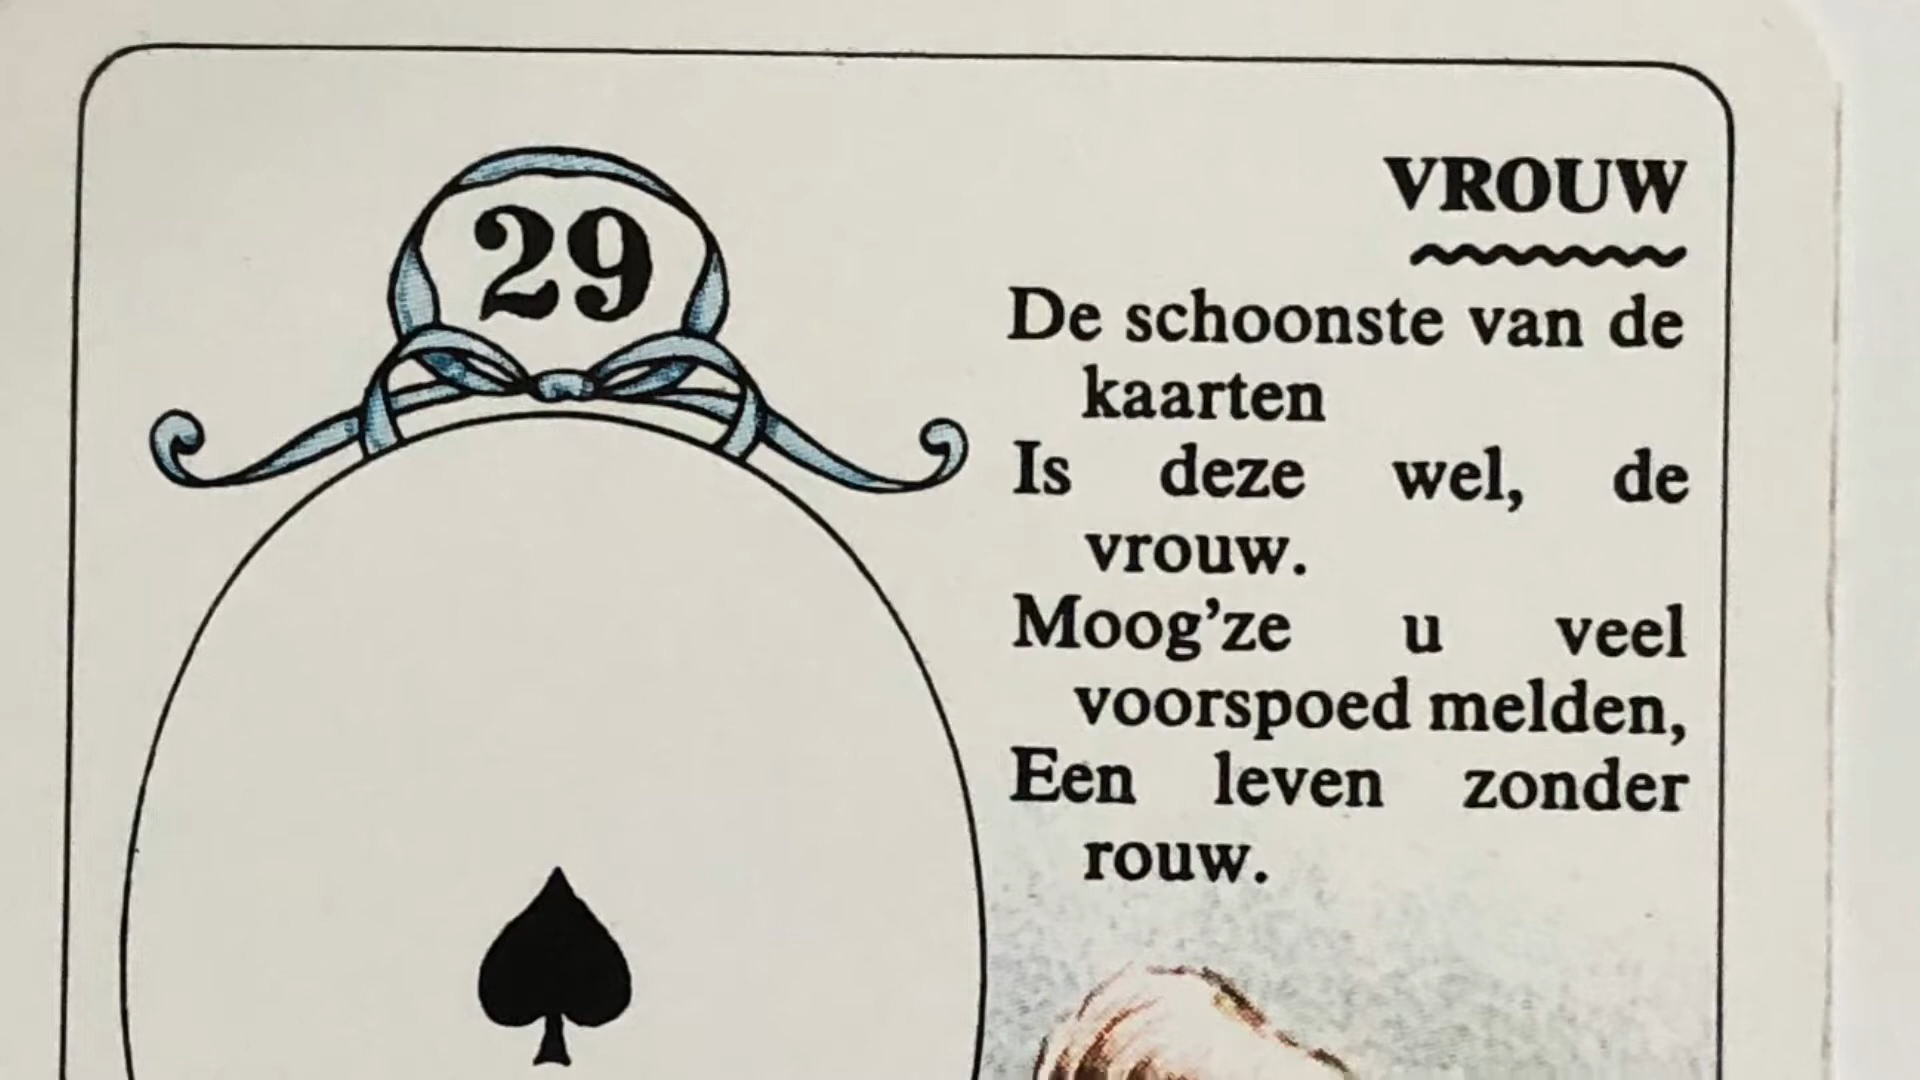 29
VROUW
De schoonste van de
kaarten
Is deze wel, de
vrouw.
Moog'ze u veel
voorspoed melden,
Een leven zonder
rouw.